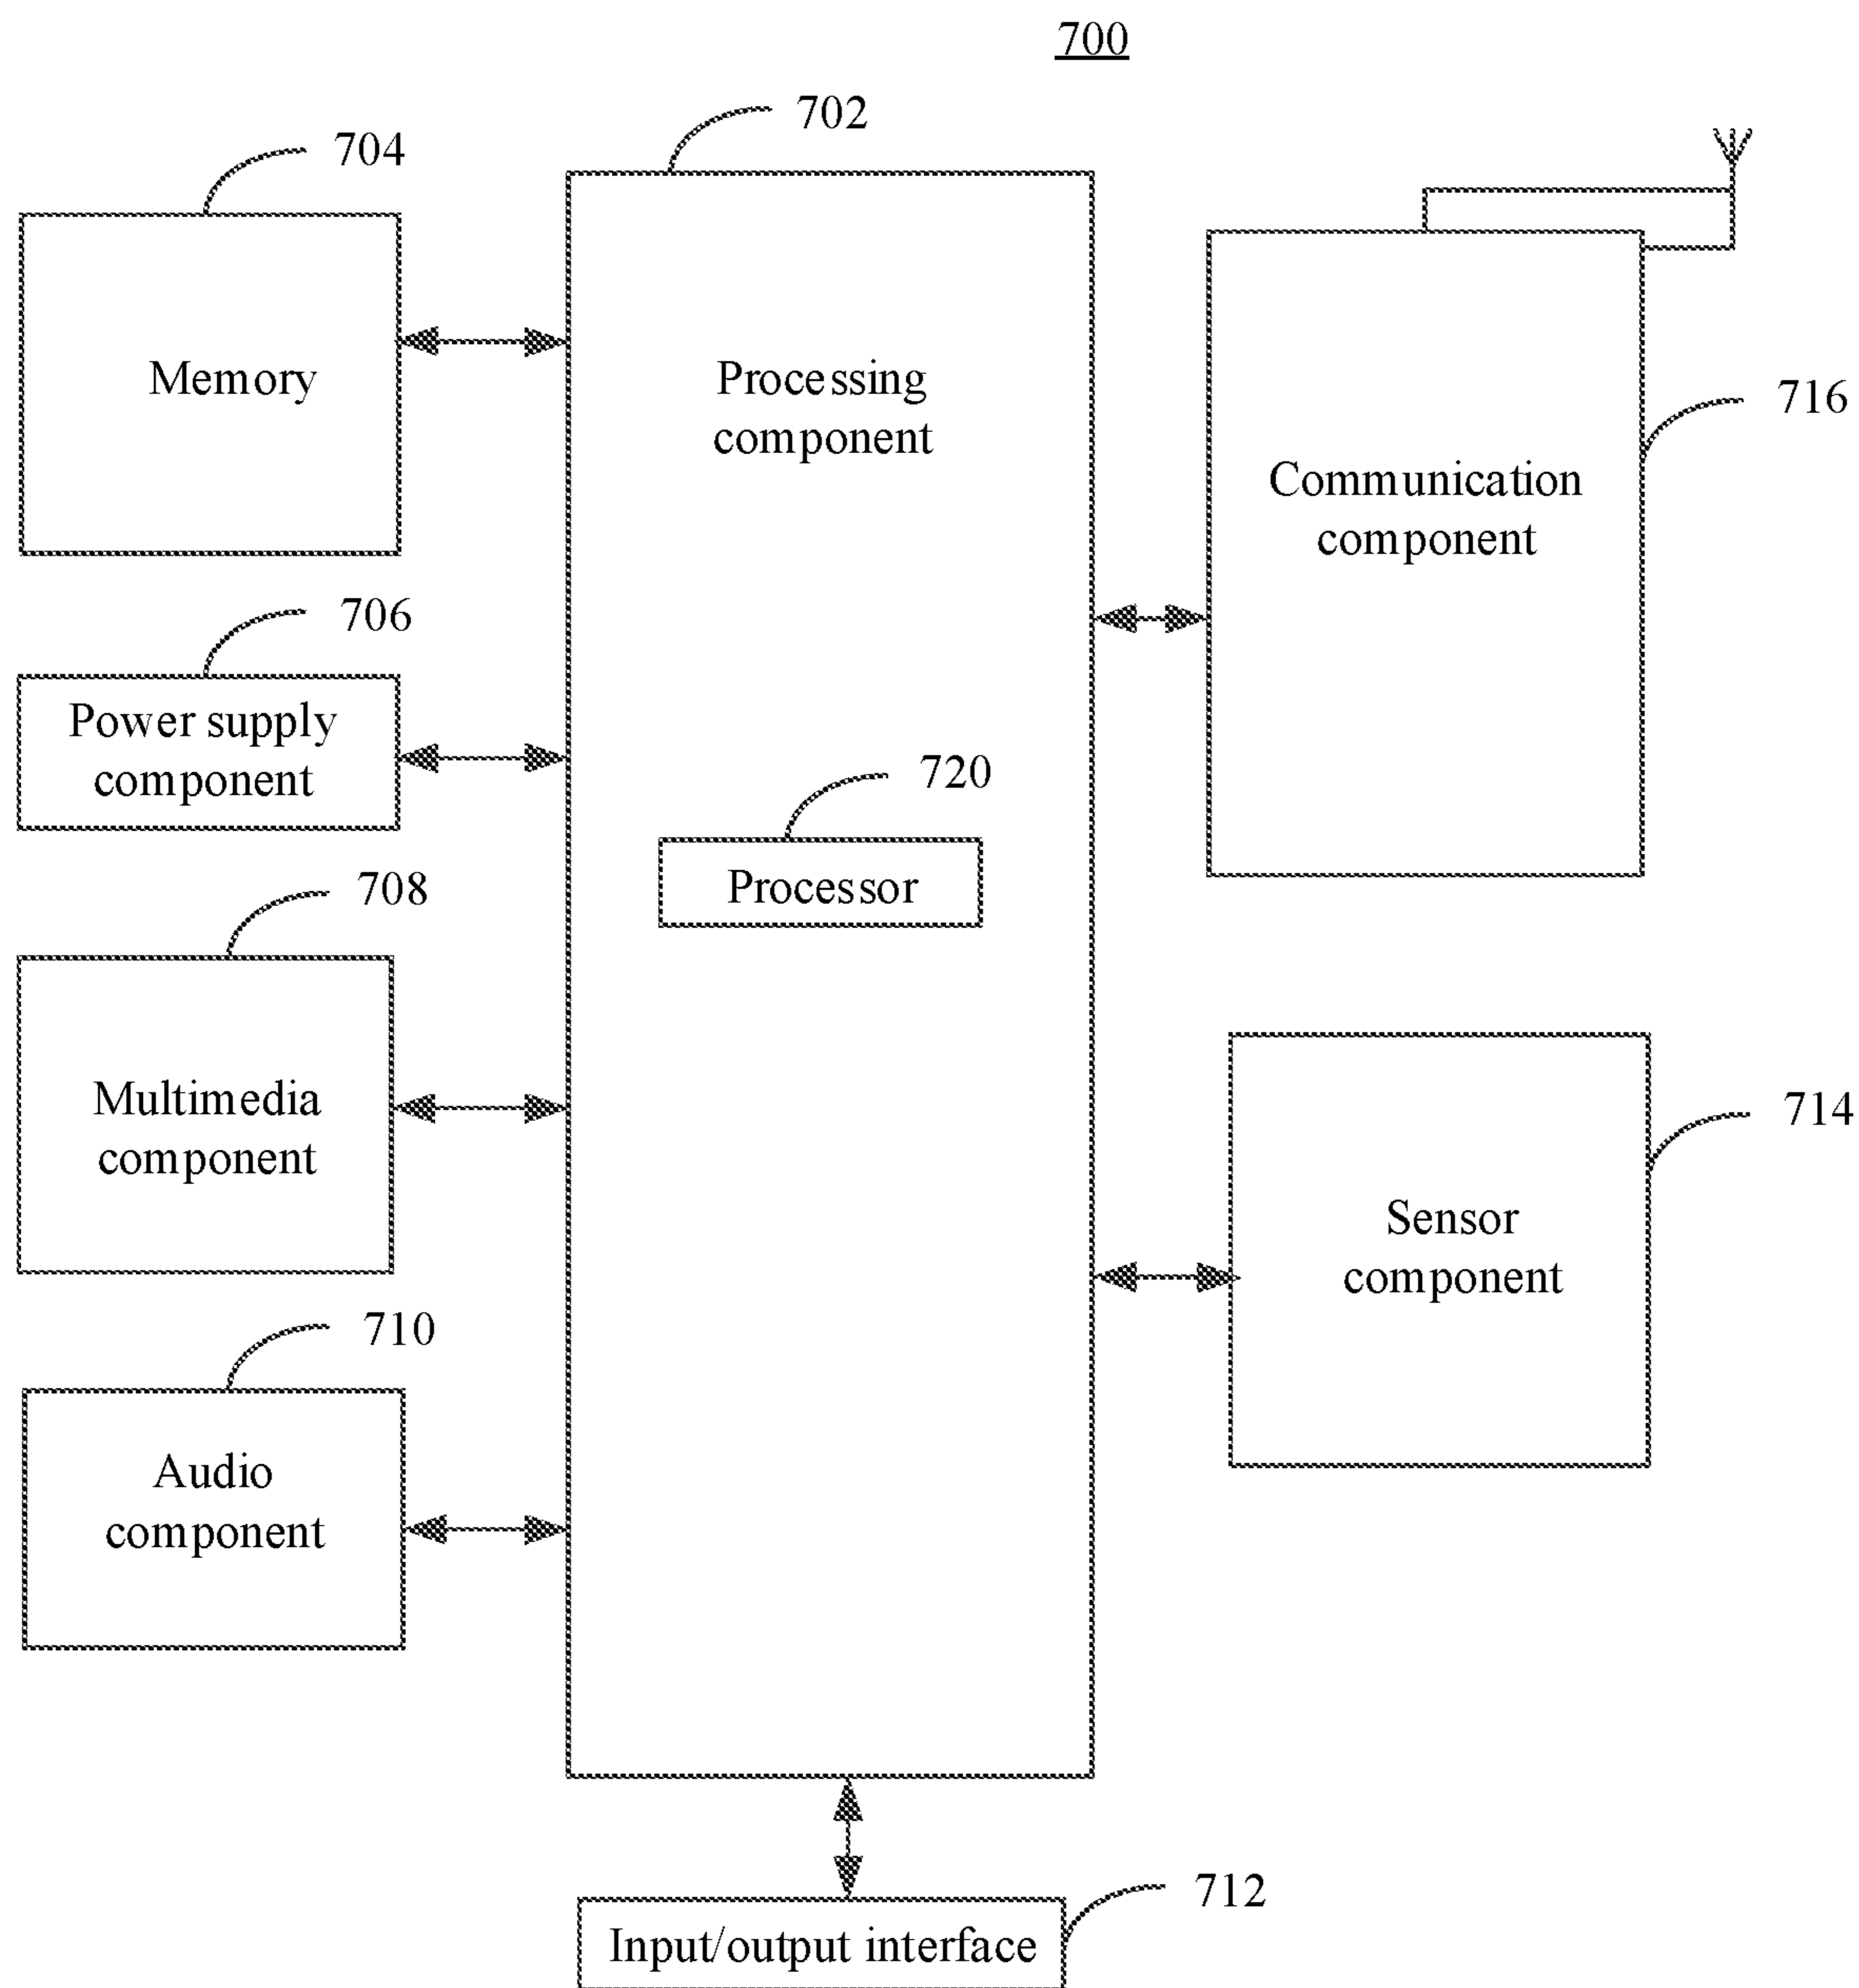 700
702
704
Memory
Processing
component
716
Communication
component
706
Power supply
component
720
Processor
708
Multimedia
component
714
Sensor
component
710
Audio
component
712
Input/output interface